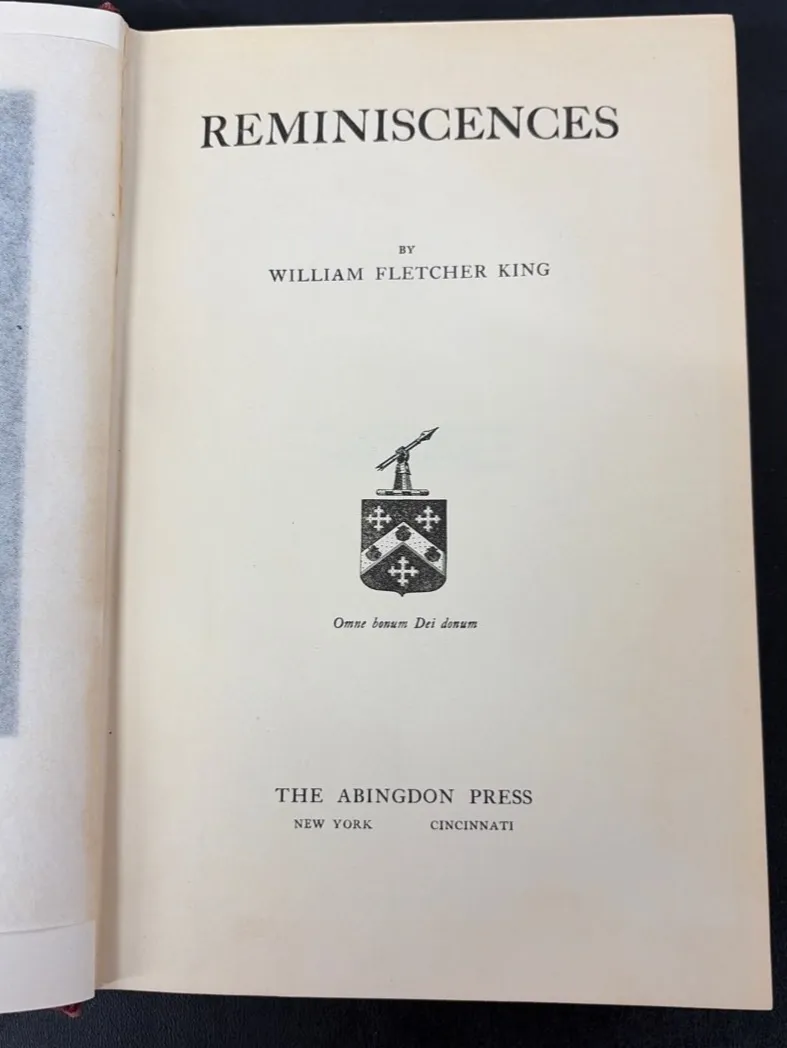 REMINISCENCES
BY
WILLIAM FLETCHER KING
Omne bonum Dei donum
THE ABINGDON PRESS
NEW YORK CINCINNATI